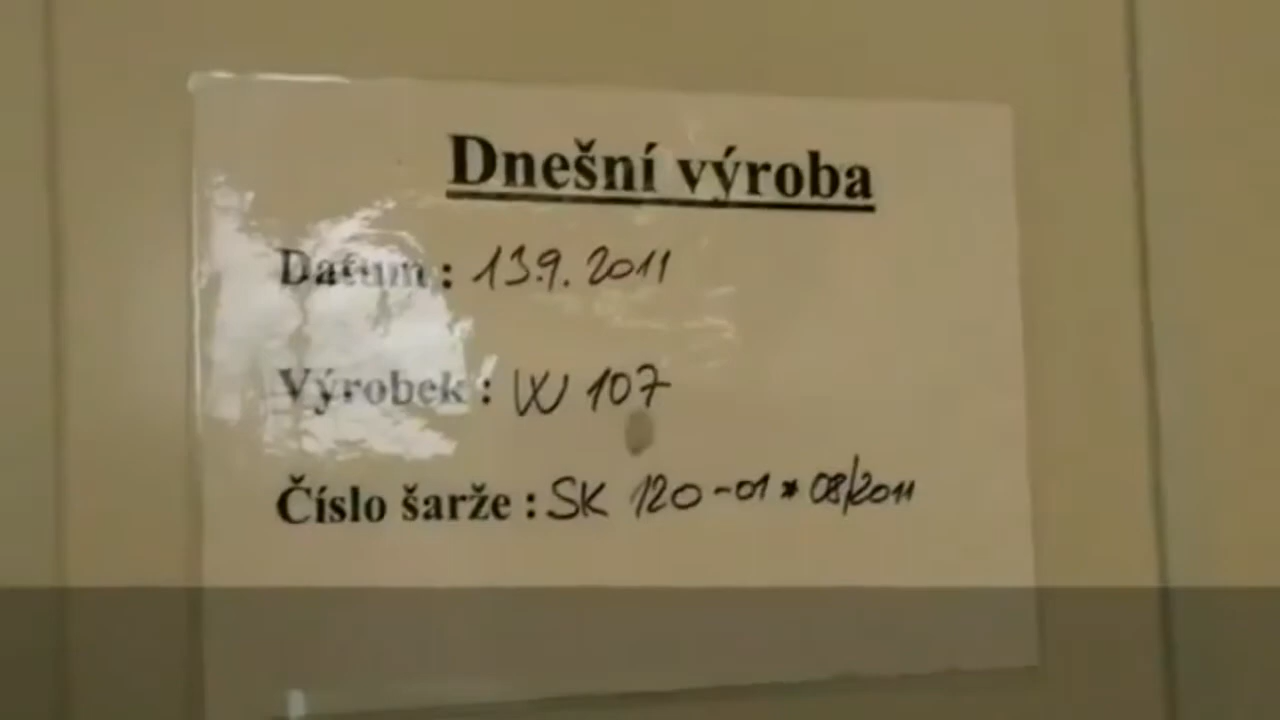 Dnešní výroba
Datum : 13.9. 2011
Výrobek : W 107
Číslo šarže : SK 120-01 * 08/2011